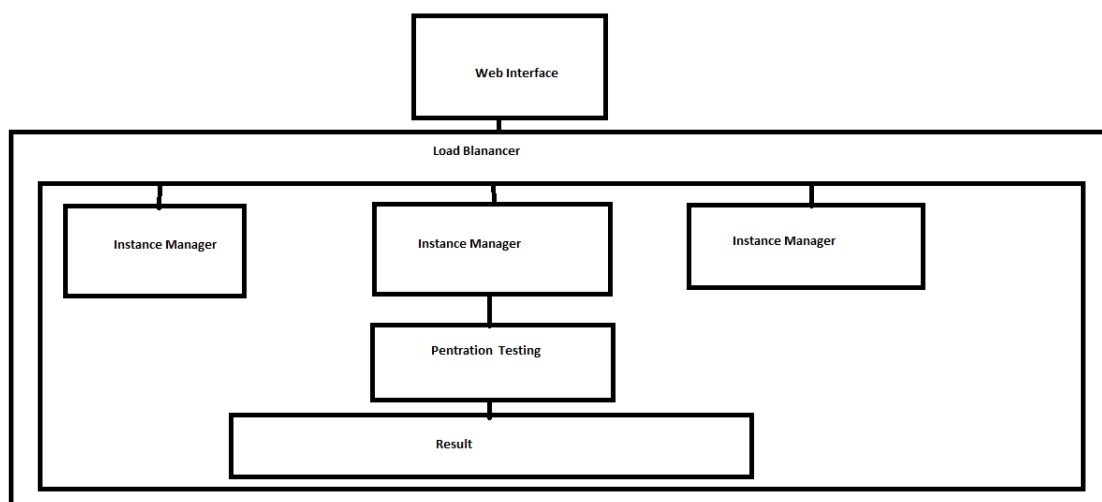 Web Interface
Load Blanancer
Instance Manager
Instance Manager
Instance Manager
Pentration Testing
Result